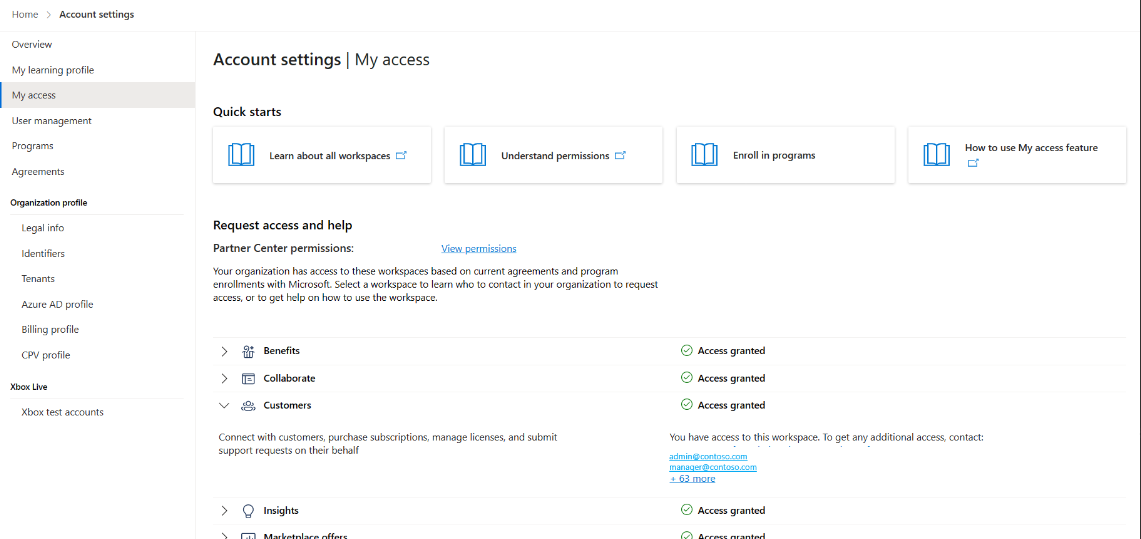 Home > Account settings
Overview
My learning profile
My access
User management
Programs
Agreements
Organization profile
Legal info
Identifiers
Tenants
Azure AD profile
Billing profile
CPV profile
Xbox Live
Xbox test accounts
Account settings | My access
Quick starts
Learn about all workspaces
Understand permissions
Enroll in programs
How to use My access feature
Request access and help
Partner Center permissions: View permissions
Your organization has access to these workspaces based on current agreements and program
enrollments with Microsoft. Select a workspace to learn who to contact in your organization to request
access, or to get help on how to use the workspace.
Benefits Access granted
Collaborate Access granted
Customers Access granted
Connect with customers, purchase subscriptions, manage licenses, and submit
support requests on their behalf
You have access to this workspace. To get any additional access, contact:
admin@contoso.com
manager@contoso.com
+ 63 more
Insights Access granted
Marketplace offers Access granted